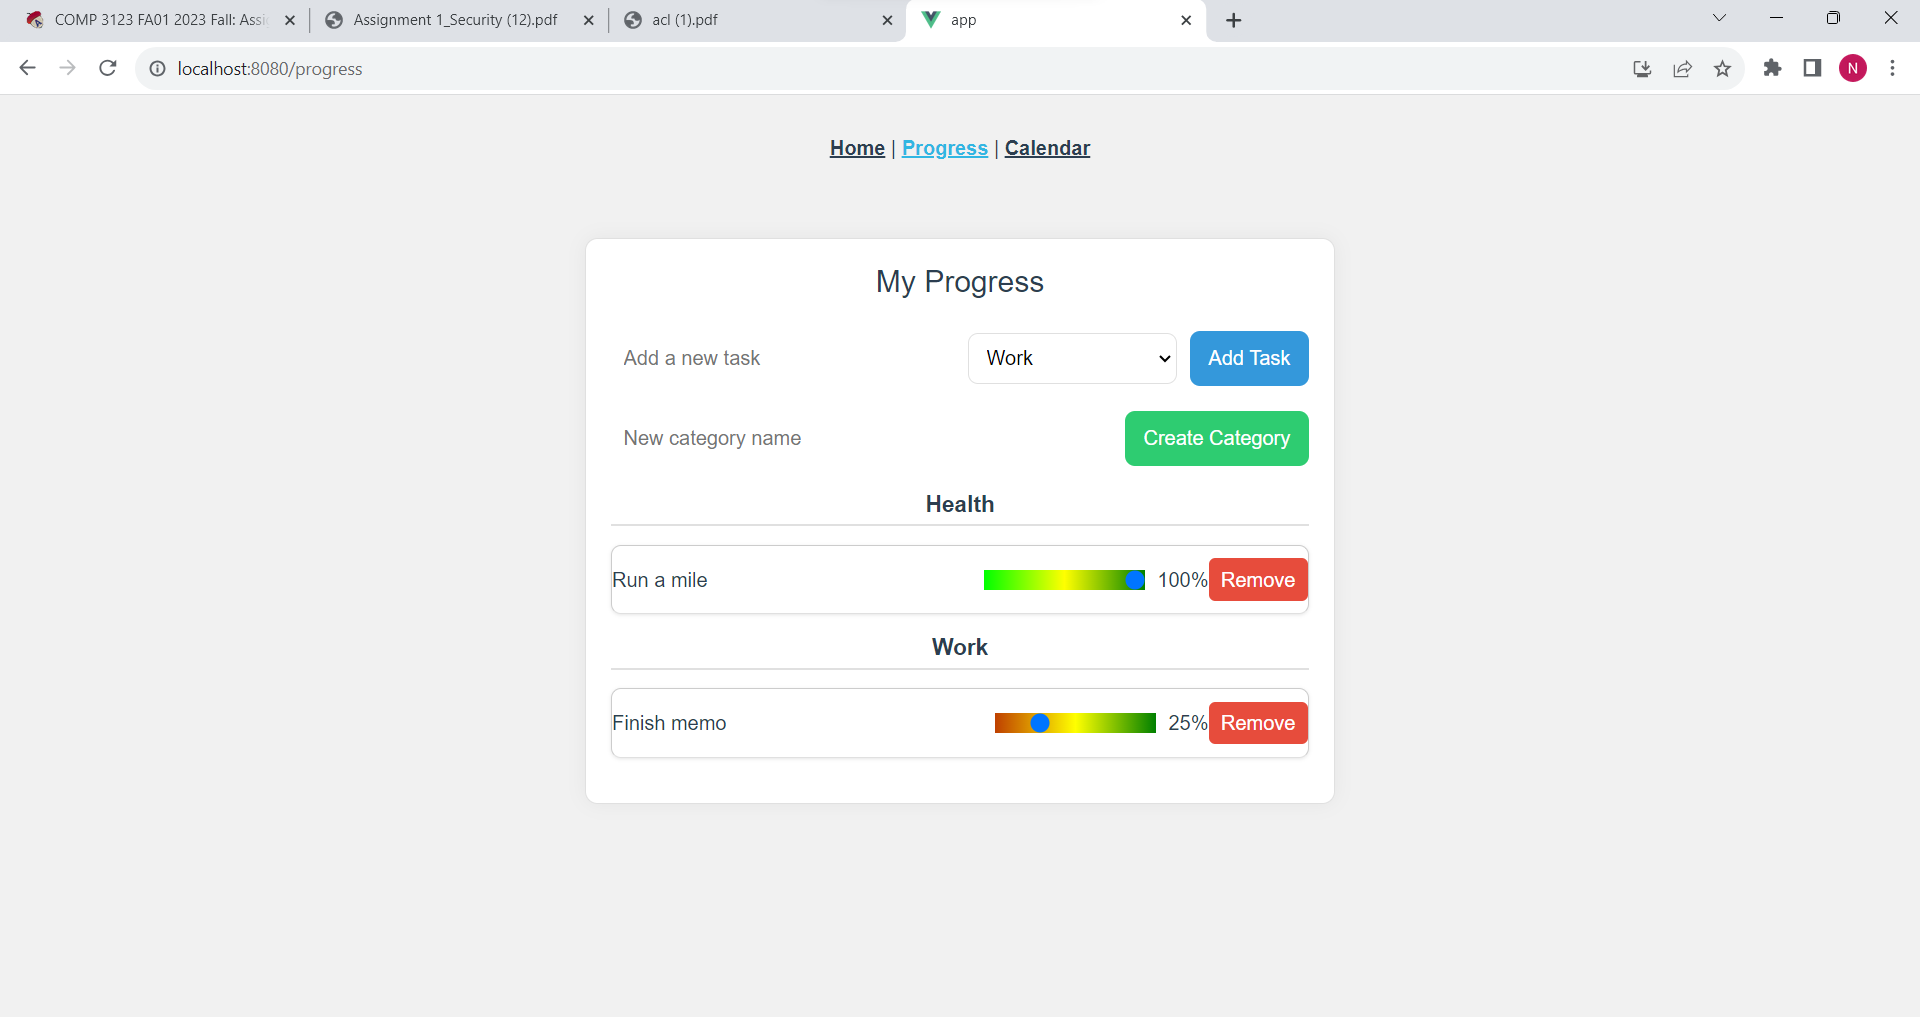 COMP 3123 FA01 2023 Fall: Assi
Assignment 1_Security (12).pdf
acl (1).pdf
app
localhost:8080/progress
N
Home | Progress | Calendar
My Progress
Add a new task
Work
Add Task
New category name
Create Category
Health
Run a mile
100%
Remove
Work
Finish memo
25%
Remove